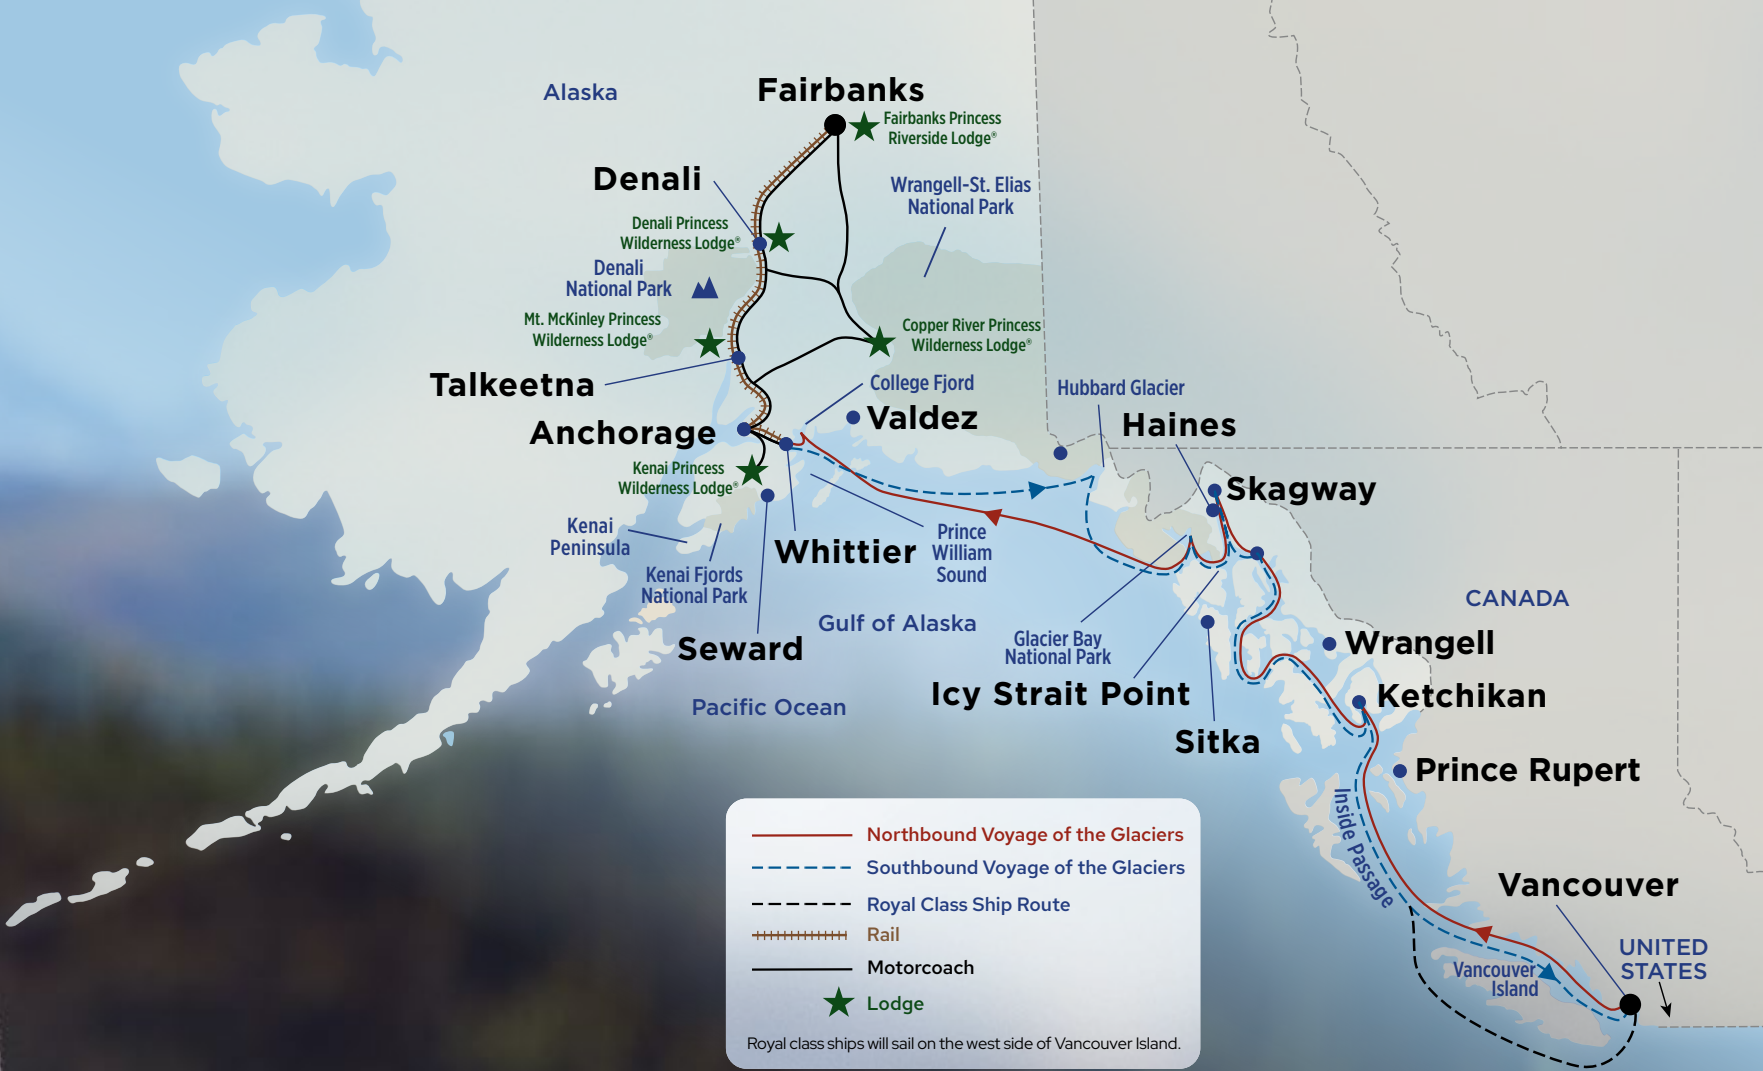 Alaska
Fairbanks
Fairbanks Princess
Riverside Lodge®
Denali
Wrangell-St. Elias
National Park
Denali Princess
Wilderness Lodge®
Denali
National Park
Mt. McKinley Princess
Wilderness Lodge®
Copper River Princess
Wilderness Lodge®
Talkeetna
College Fjord
Hubbard Glacier
Valdez
Haines
Anchorage
Kenai Princess
Wilderness Lodge®
Skagway
Kenai
Peninsula
Whittier
Prince
William
Sound
Kenai Fjords
National Park
CANADA
Gulf of Alaska
Seward
Glacier Bay
National Park
Wrangell
Icy Strait Point
Ketchikan
Pacific Ocean
Sitka
Prince Rupert
Inside Passage
Vancouver
UNITED
STATES
Vancouver
Island
Northbound Voyage of the Glaciers
Southbound Voyage of the Glaciers
Royal Class Ship Route
Rail
Motorcoach
Lodge
Royal class ships will sail on the west side of Vancouver Island.